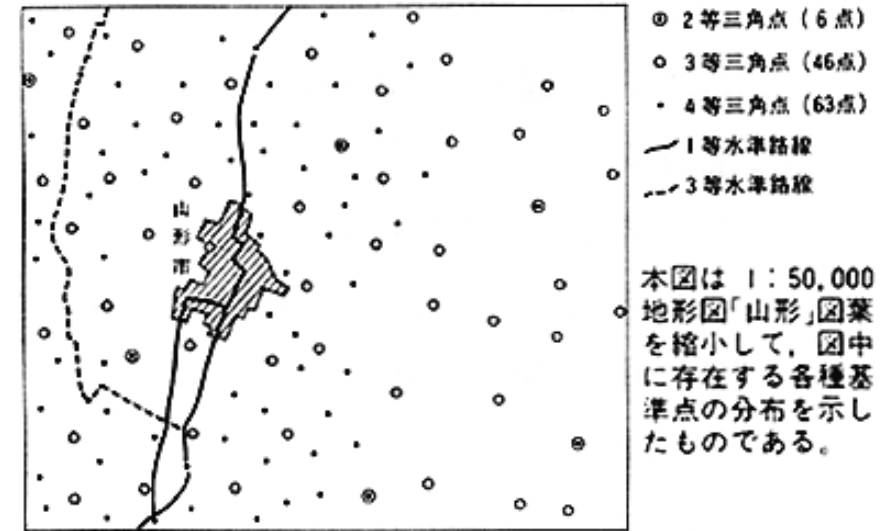 山形市
◎ 2等三角点 (6点)
○ 3等三角点 (46点)
・ 4等三角点 (63点)
1等水準路線
3等水準路線
本図は 1:50,000
地形図「山形」図葉
を縮小して，図中
に存在する各種基
準点の分布を示し
たものである。